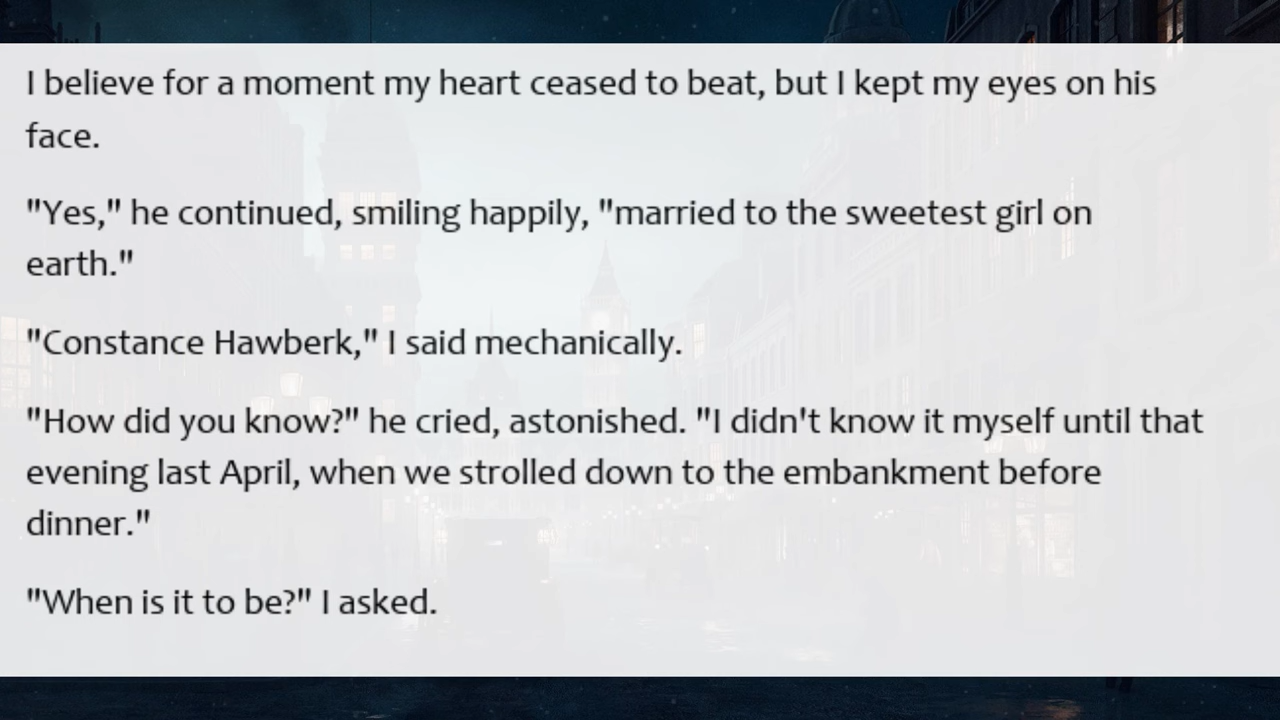 I believe for a moment my heart ceased to beat, but I kept my eyes on his
face.
"Yes," he continued, smiling happily, "married to the sweetest girl on
earth."
"Constance Hawberk," I said mechanically.
"How did you know?" he cried, astonished. "I didn't know it myself until that
evening last April, when we strolled down to the embankment before
dinner."
"When is it to be?" I asked.